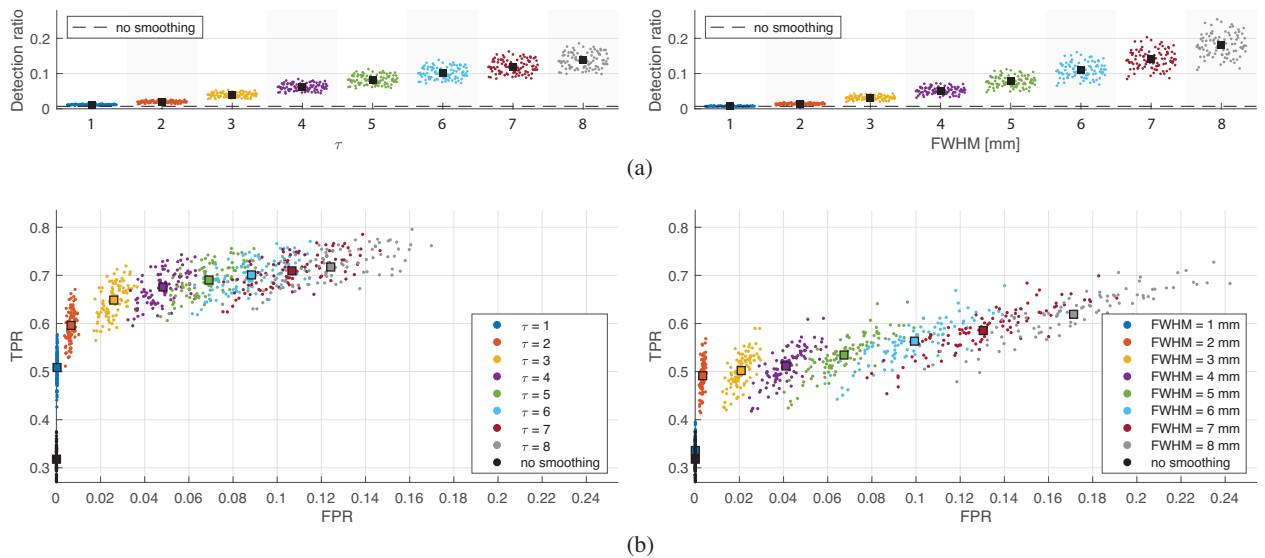 Detection ratio
0.2
0.1
0
no smoothing
1 2 3 4 5 6 7 8
τ
Detection ratio
0.2
0.1
0
no smoothing
1 2 3 4 5 6 7 8
FWHM [mm]
(a)
TPR
0.8
0.7
0.6
0.5
0.4
0.3
τ = 1
τ = 2
τ = 3
τ = 4
τ = 5
τ = 6
τ = 7
τ = 8
no smoothing
0 0.02 0.04 0.06 0.08 0.1 0.12 0.14 0.16 0.18 0.2 0.22 0.24
FPR
TPR
0.8
0.7
0.6
0.5
0.4
0.3
FWHM = 1 mm
FWHM = 2 mm
FWHM = 3 mm
FWHM = 4 mm
FWHM = 5 mm
FWHM = 6 mm
FWHM = 7 mm
FWHM = 8 mm
no smoothing
0 0.02 0.04 0.06 0.08 0.1 0.12 0.14 0.16 0.18 0.2 0.22 0.24
FPR
(b)